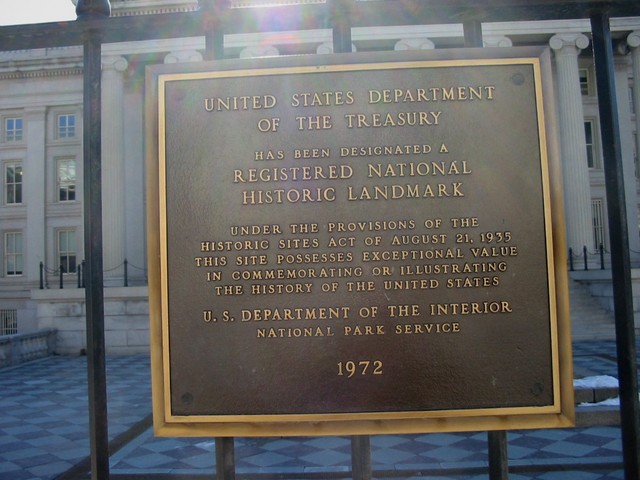 UNITED STATES DEPARTMENT
OF THE TREASURY
HAS BEEN DESIGNATED A
REGISTERED NATIONAL
HISTORIC LANDMARK
UNDER THE PROVISIONS OF THE
HISTORIC SITES ACT OF AUGUST 21, 1935
THIS SITE POSSESSES EXCEPTIONAL VALUE
IN COMMEMORATING OR ILLUSTRATING
THE HISTORY OF THE UNITED STATES
U. S. DEPARTMENT OF THE INTERIOR
NATIONAL PARK SERVICE
1972